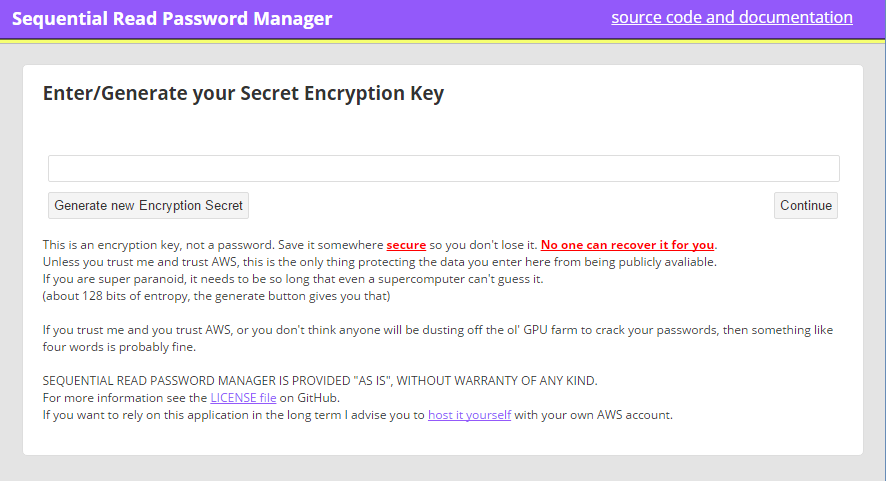 Sequential Read Password Manager
source code and documentation
Enter/Generate your Secret Encryption Key
Generate new Encryption Secret
Continue
This is an encryption key, not a password. Save it somewhere secure so you don't lose it. No one can recover it for you.
Unless you trust me and trust AWS, this is the only thing protecting the data you enter here from being publicly avaliable.
If you are super paranoid, it needs to be so long that even a supercomputer can't guess it.
(about 128 bits of entropy, the generate button gives you that)
If you trust me and you trust AWS, or you don't think anyone will be dusting off the ol' GPU farm to crack your passwords, then something like
four words is probably fine.
SEQUENTIAL READ PASSWORD MANAGER IS PROVIDED "AS IS", WITHOUT WARRANTY OF ANY KIND.
For more information see the LICENSE file on GitHub.
If you want to rely on this application in the long term I advise you to host it yourself with your own AWS account.